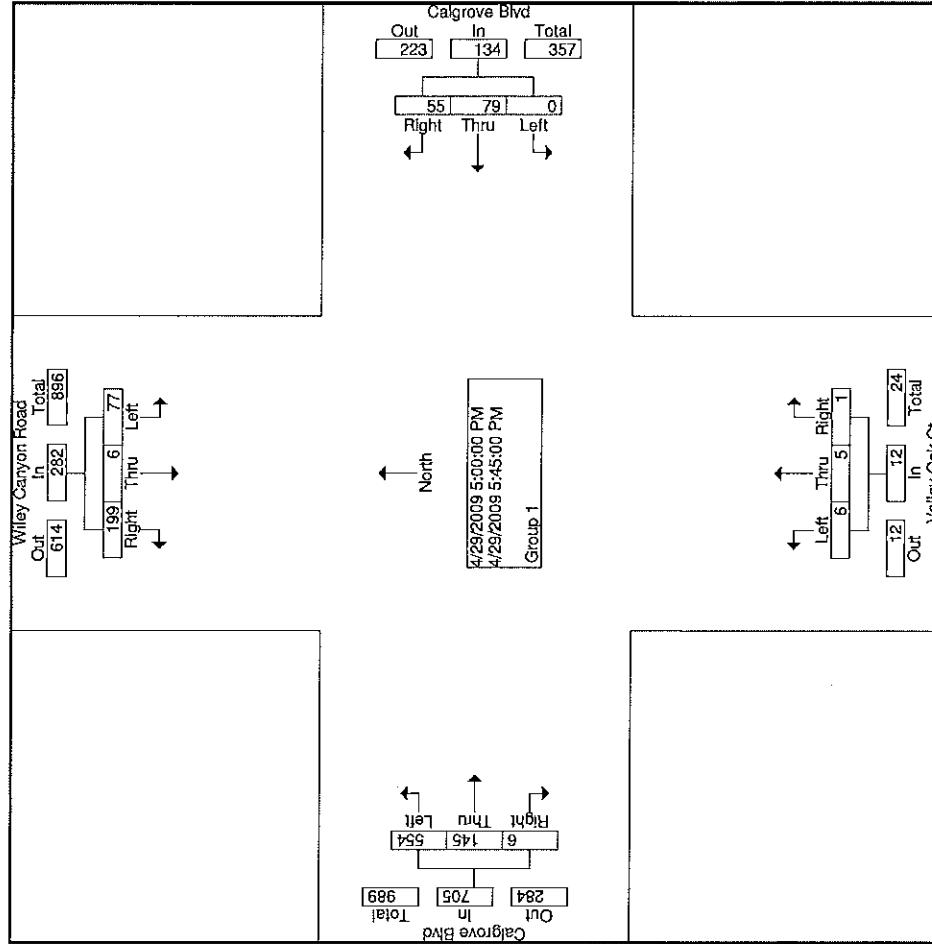 Calgrove Blvd
Out In Total
223 134 357
55 79 0
Right Thru Left
Wiley Canyon Road
Out In Total
614 282 896
199 6 77
Right Thru Left
North
4/29/2009 5:00:00 PM
4/29/2009 5:45:00 PM
Group 1
Left Thru Right
6 5 1
12 12 24
Out In Total
Valley Oak Ct
Left Thru Right
554 145 6
989 705 284
Total In Out
Calgrove Blvd